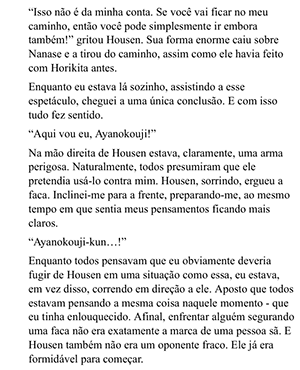 “Isso não é da minha conta. Se você vai ficar no meu
caminho, então você pode simplesmente ir embora
também!” gritou Housen. Sua forma enorme caiu sobre
Nanase e a tirou do caminho, assim como ele havia feito
com Horikita antes.
Enquanto eu estava lá sozinho, assistindo a esse
espetáculo, cheguei a uma única conclusão. E com isso
tudo fez sentido.
“Aqui vou eu, Ayanokouji!”
Na mão direita de Housen estava, claramente, uma arma
perigosa. Naturalmente, todos presumiram que ele
pretendia usá-lo contra mim. Housen, sorrindo, ergueu a
faca. Inclinei-me para a frente, preparando-me, ao mesmo
tempo em que sentia meus pensamentos ficando mais
claros.
“Ayanokouji-kun…!”
Enquanto todos pensavam que eu obviamente deveria
fugir de Housen em uma situação como essa, eu estava,
em vez disso, correndo em direção a ele. Aposto que todos
estavam pensando a mesma coisa naquele momento - que
eu tinha enlouquecido. Afinal, enfrentar alguém segurando
uma faca não era exatamente a marca de uma pessoa sã. E
Housen também não era um oponente fraco. Ele já era
formidável para começar.